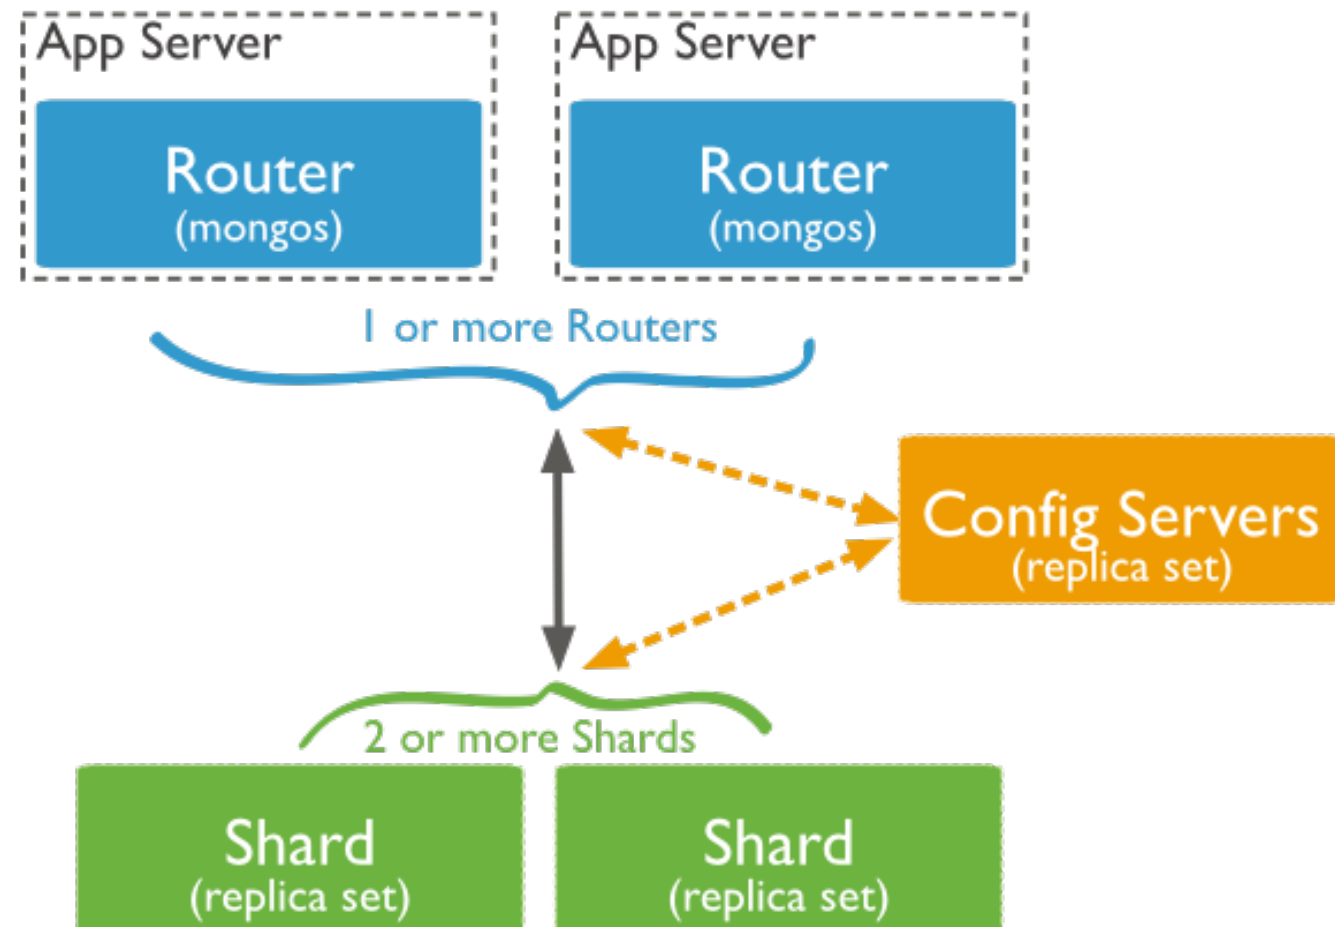 App Server
App Server
Router
(mongos)
Router
(mongos)
1 or more Routers
Config Servers
(replica set)
2 or more Shards
Shard
(replica set)
Shard
(replica set)